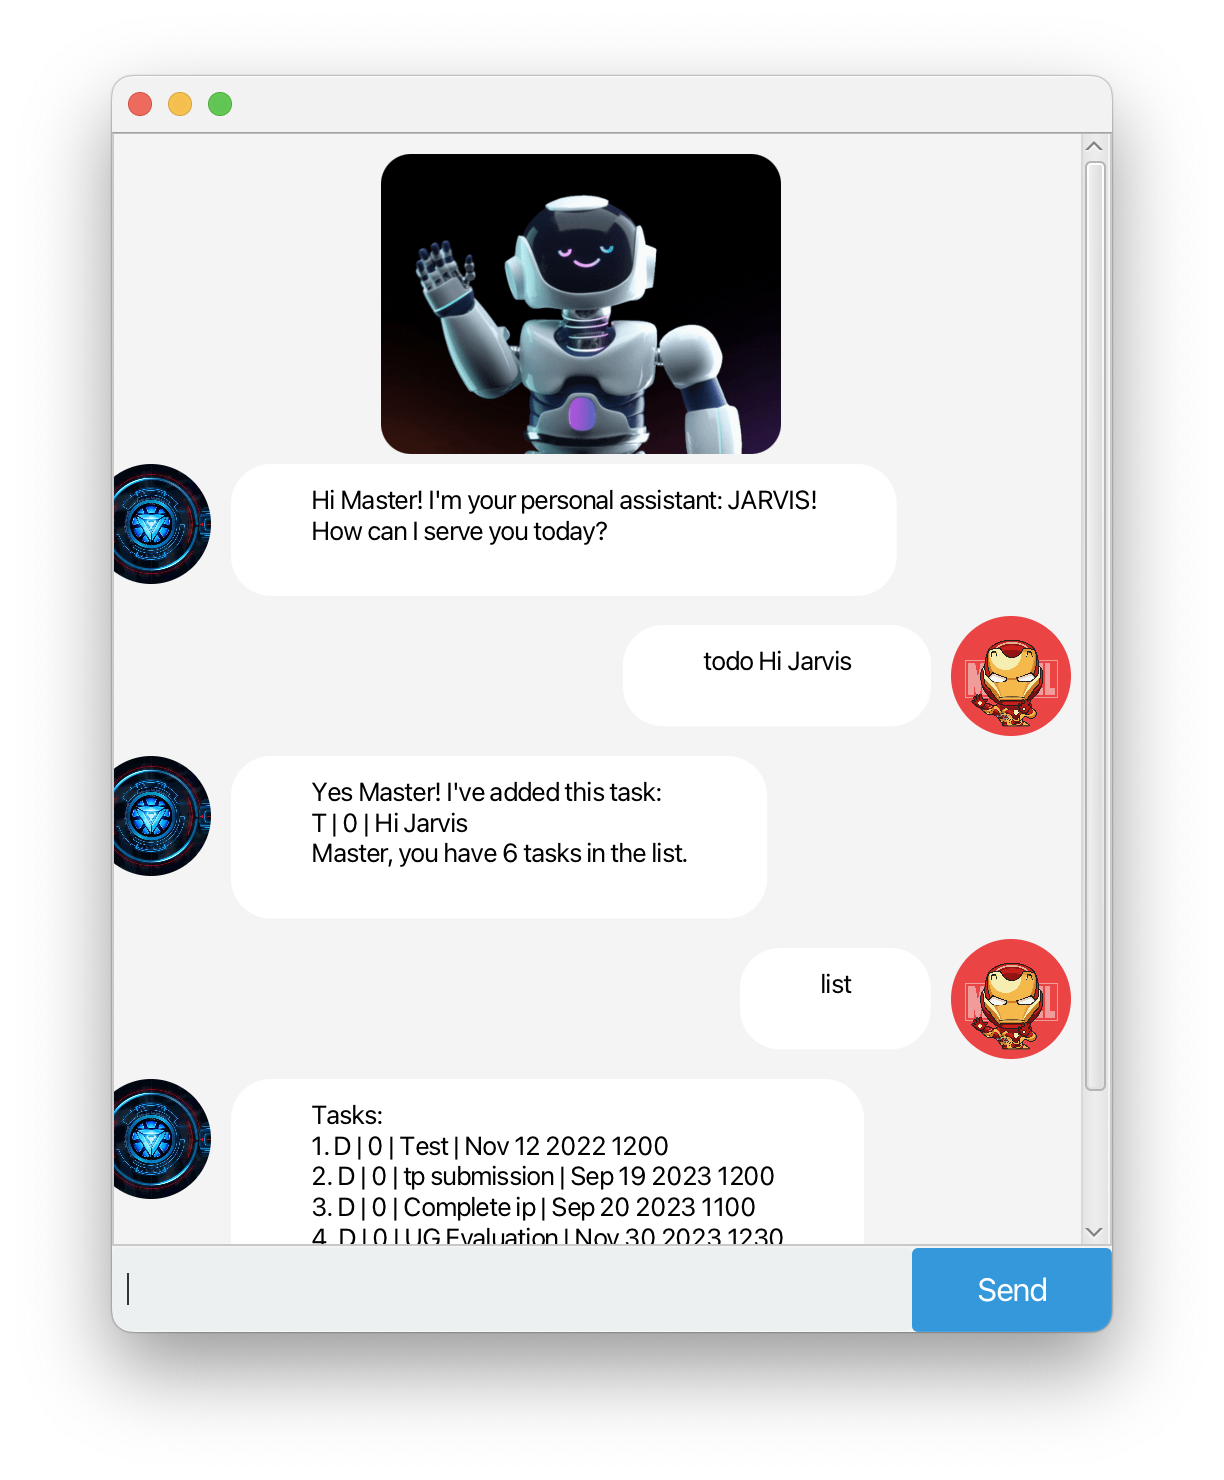 Hi Master! I'm your personal assistant: JARVIS!
How can I serve you today?
todo Hi Jarvis
Yes Master! I've added this task:
T | 0 | Hi Jarvis
Master, you have 6 tasks in the list.
list
Tasks:
1. D | 0 | Test | Nov 12 2022 1200
2. D | 0 | tp submission | Sep 19 2023 1200
3. D | 0 | Complete ip | Sep 20 2023 1100
4. D | 0 | UG Evaluation | Nov 30 2023 1230
Send